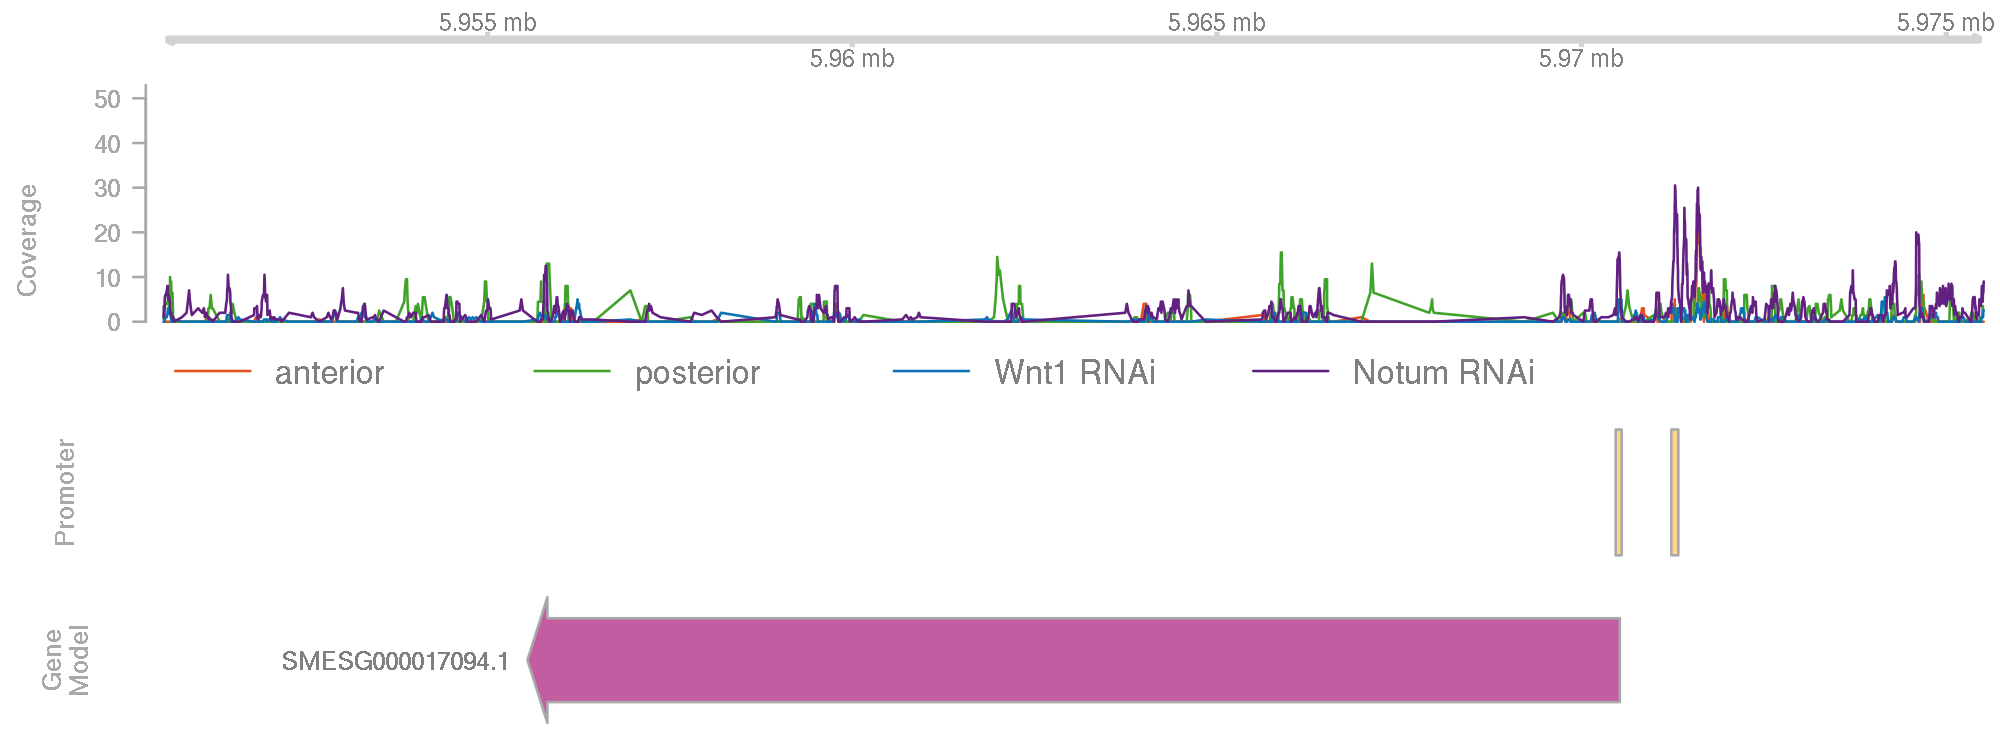 5.955 mb 5.965 mb 5.975 mb
5.96 mb 5.97 mb
Coverage
50
40
30
20
10
0
anterior posterior Wnt1 RNAi Notum RNAi
Promoter
Gene
Model
SMESG000017094.1